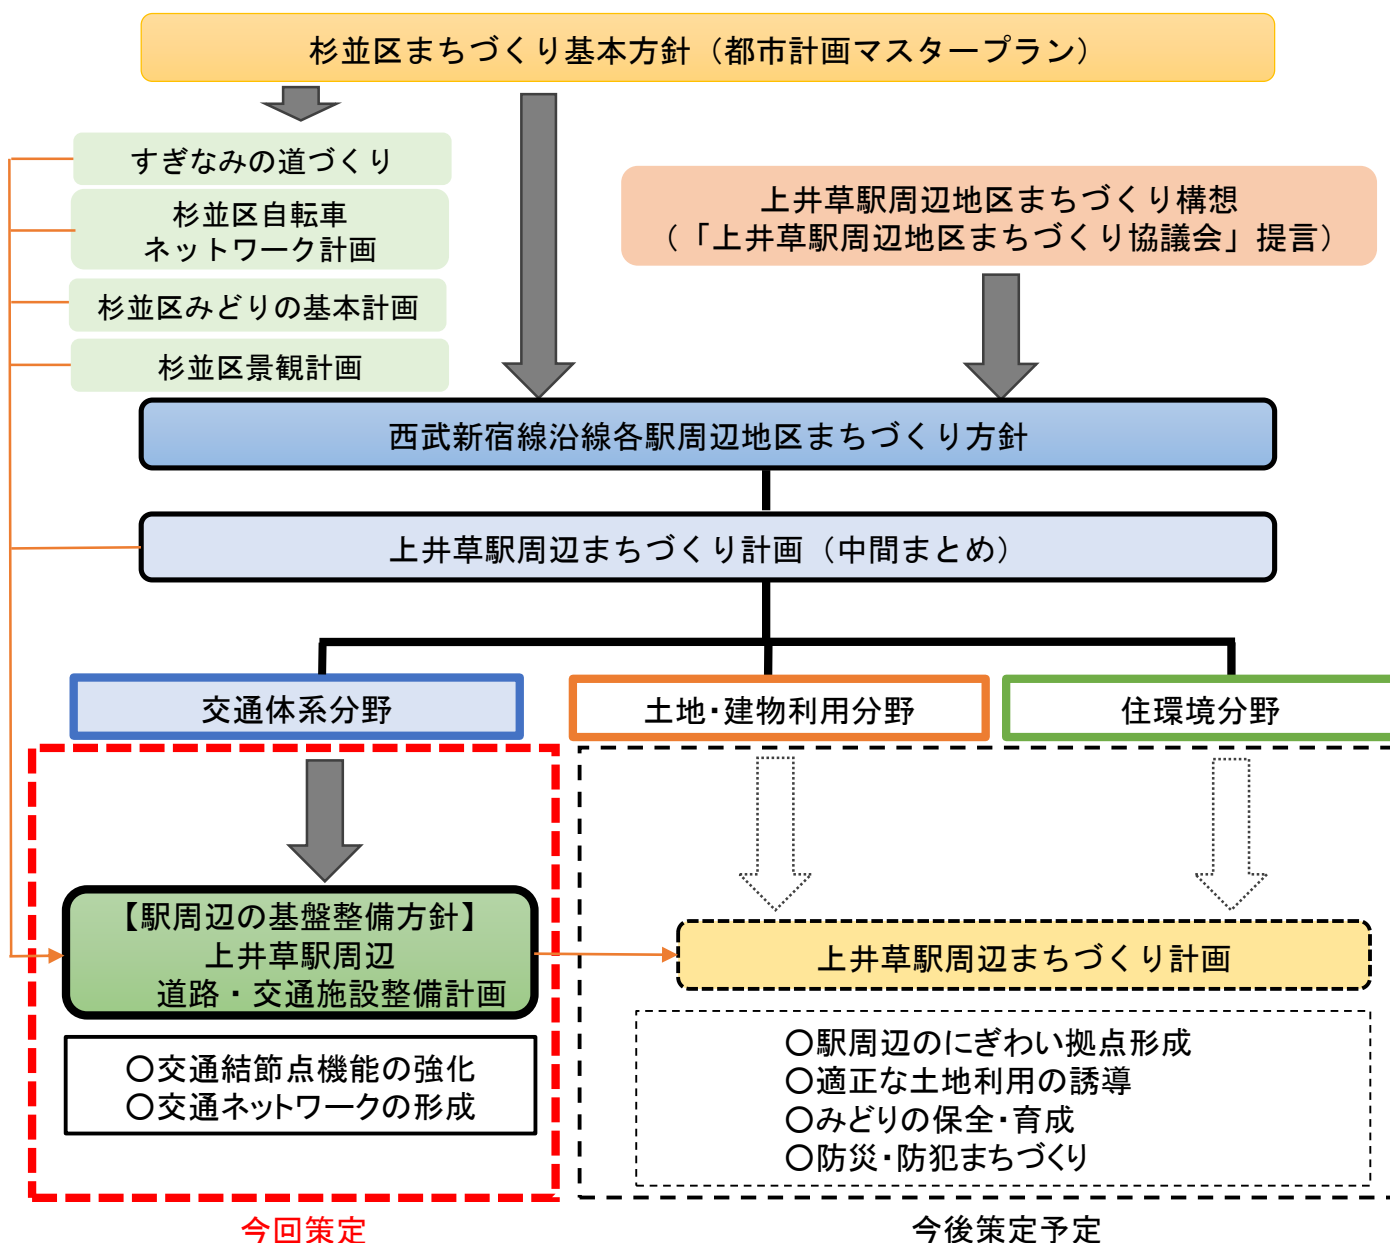 杉並区まちづくり基本方針（都市計画マスタープラン）
すぎなみの道づくり
杉並区自転車
ネットワーク計画
杉並区みどりの基本計画
杉並区景観計画
上井草駅周辺地区まちづくり構想
（「上井草駅周辺地区まちづくり協議会」提言）
西武新宿線沿線各駅周辺地区まちづくり方針
上井草駅周辺まちづくり計画（中間まとめ）
交通体系分野
土地・建物利用分野
住環境分野
【駅周辺の基盤整備方針】
上井草駅周辺
道路・交通施設整備計画
○交通結節点機能の強化
○交通ネットワークの形成
今回策定
上井草駅周辺まちづくり計画
○駅周辺のにぎわい拠点形成
○適正な土地利用の誘導
○みどりの保全・育成
○防災・防犯まちづくり
今後策定予定